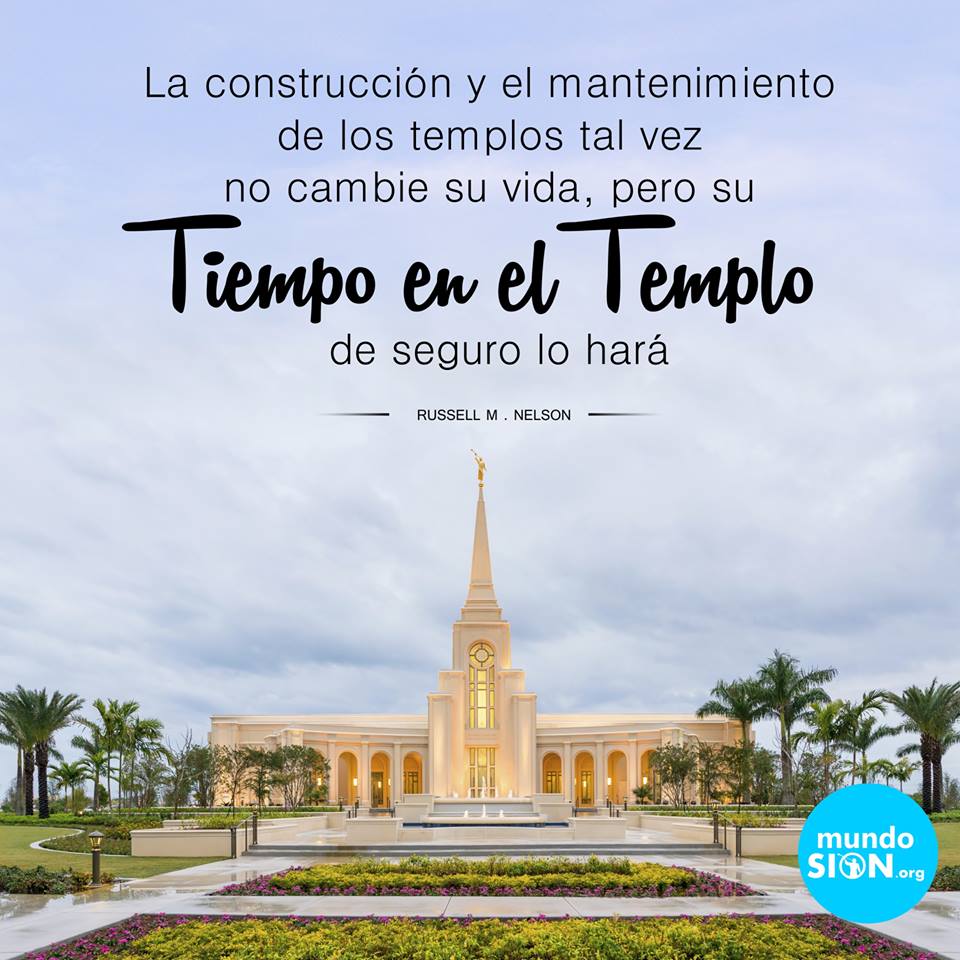 La construcción y el mantenimiento
de los templos tal vez
no cambie su vida, pero su
Tiempo en el Templo
de seguro lo hará
RUSSELL M . NELSON
mundo
SION.org